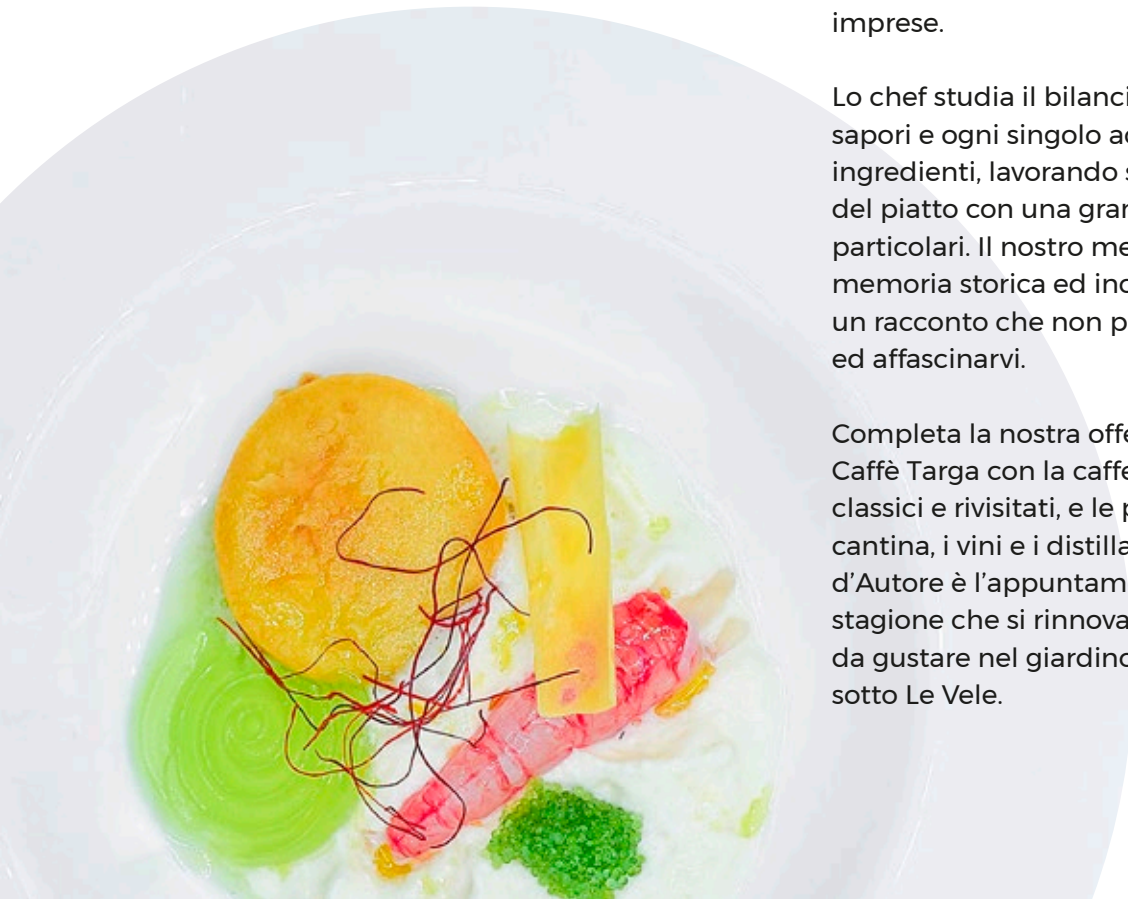 imprese.
Lo chef studia il bilanci
sapori e ogni singolo
ingredienti, lavorando
del piatto con una gran
particolari. Il nostro me
memoria storica ed
un racconto che non p
ed affascinarvi.
Completa la nostra offe
Caffè Targa con la caffe
classici e rivisitati, e le p
cantina, i vini e i distilla
d’Autore è l’appuntam
stagione che si rinnova
da gustare nel giardino
sotto Le Vele.